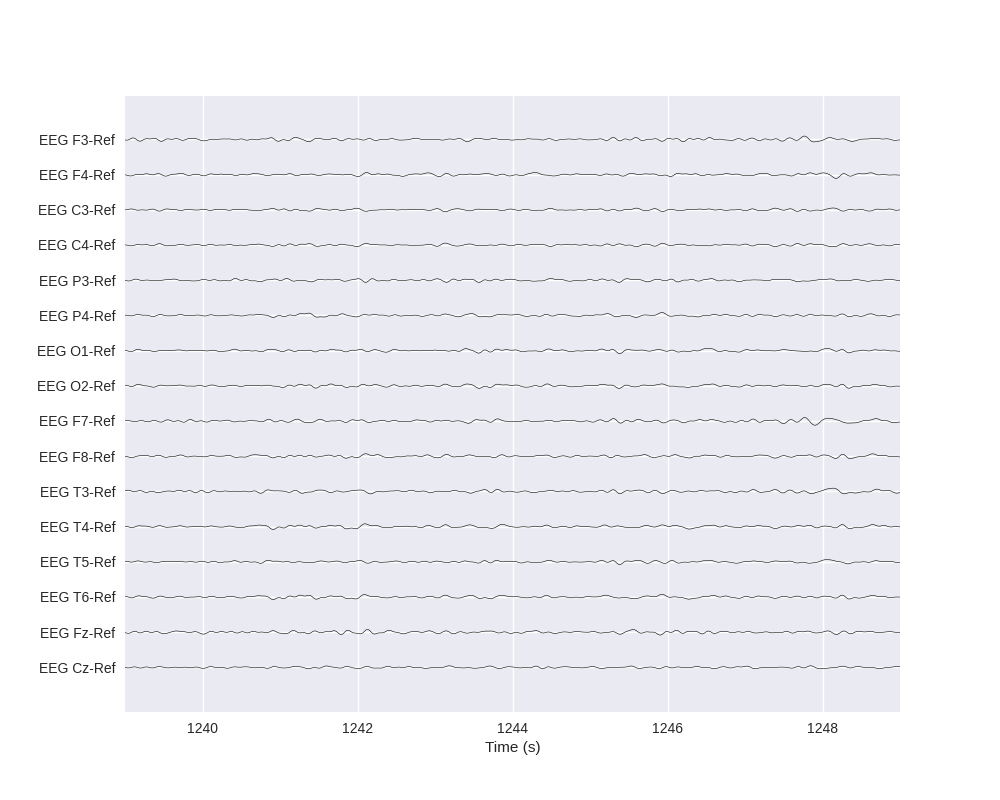 EEG F3-Ref
EEG F4-Ref
EEG C3-Ref
EEG C4-Ref
EEG P3-Ref
EEG P4-Ref
EEG O1-Ref
EEG O2-Ref
EEG F7-Ref
EEG F8-Ref
EEG T3-Ref
EEG T4-Ref
EEG T5-Ref
EEG T6-Ref
EEG Fz-Ref
EEG Cz-Ref
1240 1242 1244 1246 1248
Time (s)